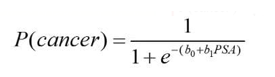 P(cancer) = 1 / 1 + e^-(b₀+b₁PSA)